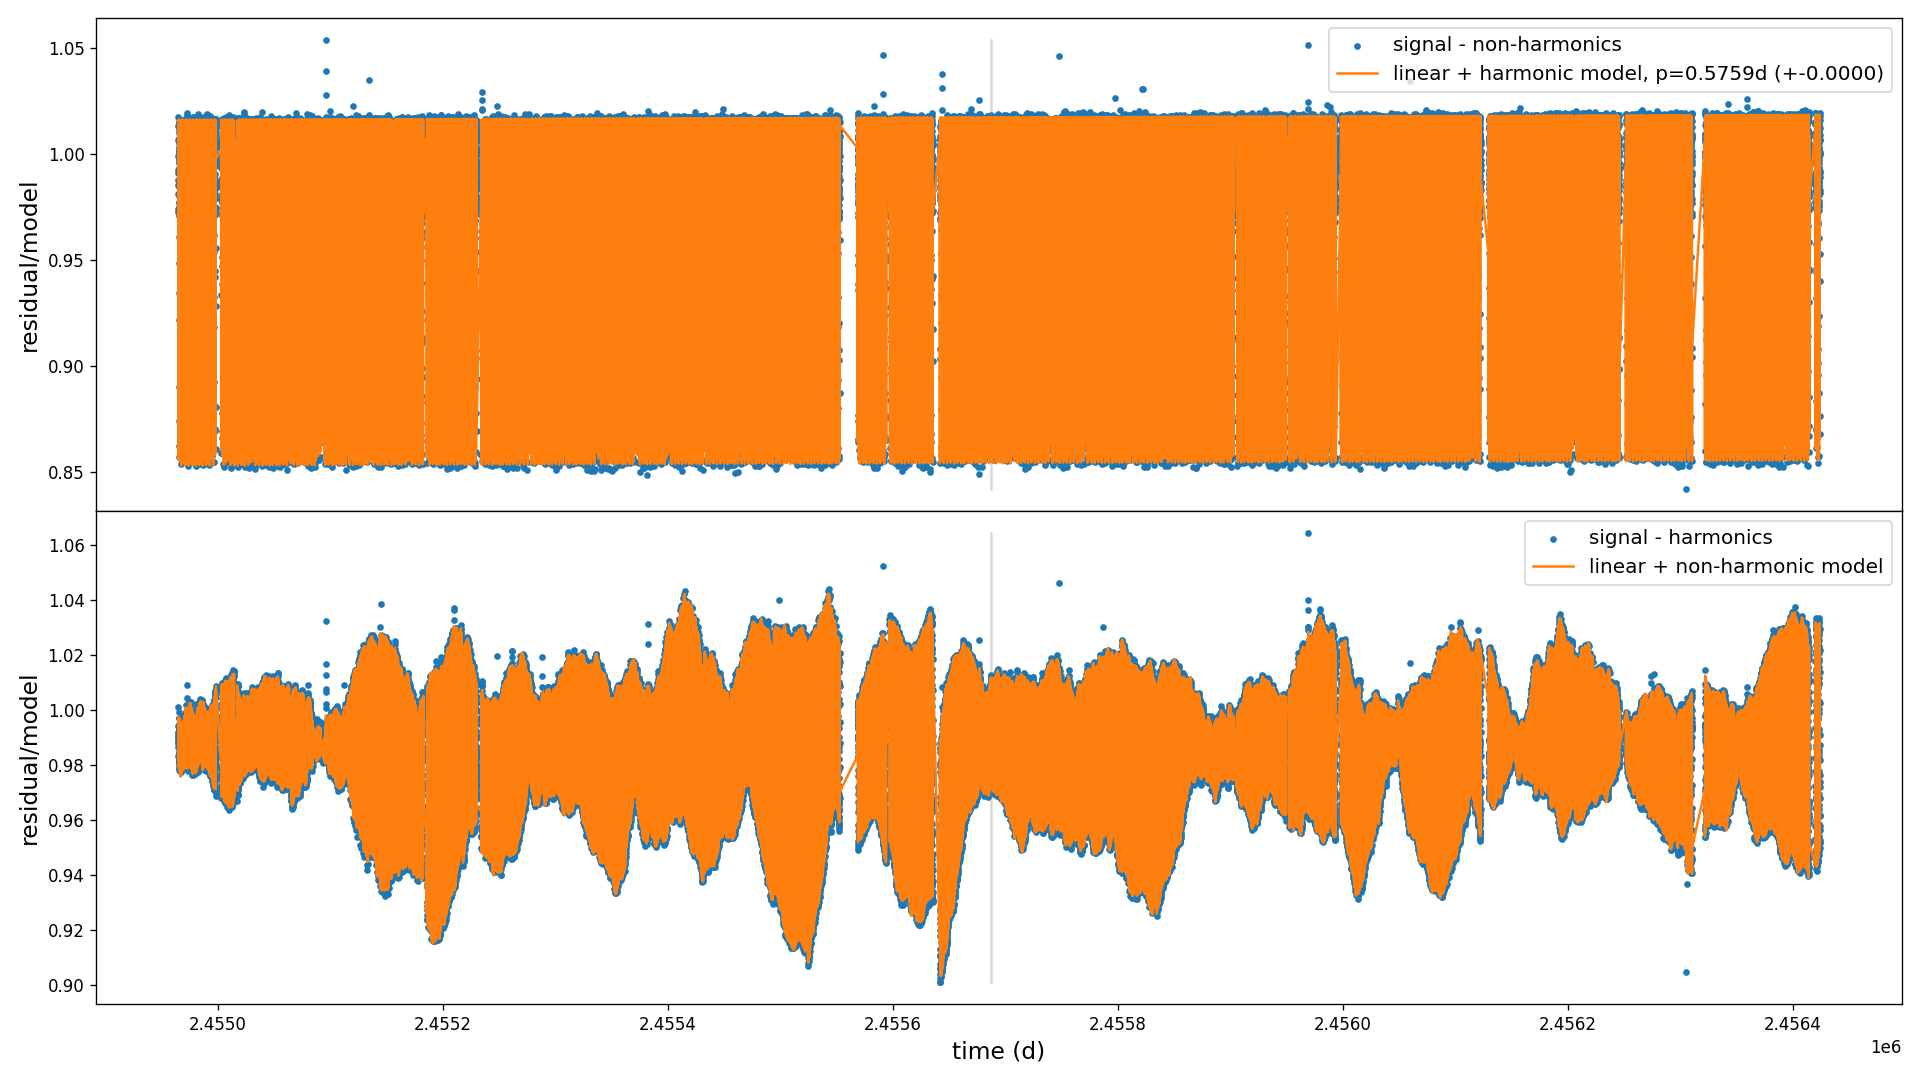 1.05
1.00
0.95
0.90
0.85
residual/model
signal - non-harmonics
linear + harmonic model, p=0.5759d (+-0.0000)
1.06
1.04
1.02
1.00
0.98
0.96
0.94
0.92
0.90
residual/model
signal - harmonics
linear + non-harmonic model
2.4550
2.4552
2.4554
2.4556
2.4558
2.4560
2.4562
2.4564
1e6
time (d)